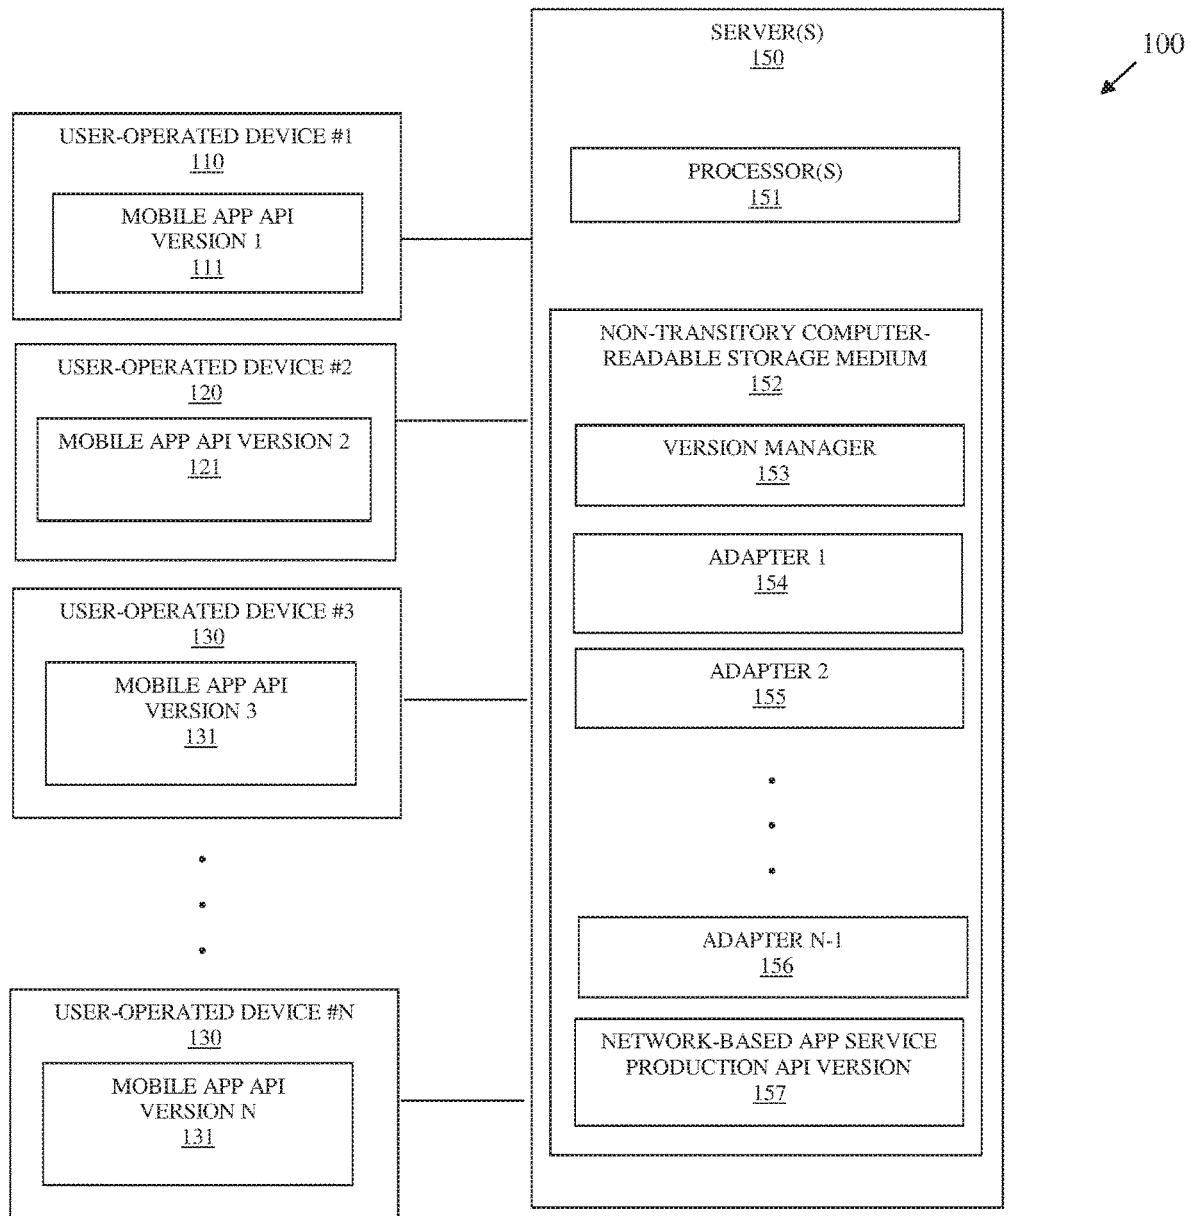 100
USER-OPERATED DEVICE #1
110
MOBILE APP API
VERSION 1
111
USER-OPERATED DEVICE #2
120
MOBILE APP API VERSION 2
121
USER-OPERATED DEVICE #3
130
MOBILE APP API
VERSION 3
131
USER-OPERATED DEVICE #N
130
MOBILE APP API
VERSION N
131
SERVER(S)
150
PROCESSOR(S)
151
NON-TRANSITORY COMPUTER-
READABLE STORAGE MEDIUM
152
VERSION MANAGER
153
ADAPTER 1
154
ADAPTER 2
155
ADAPTER N-1
156
NETWORK-BASED APP SERVICE
PRODUCTION API VERSION
157